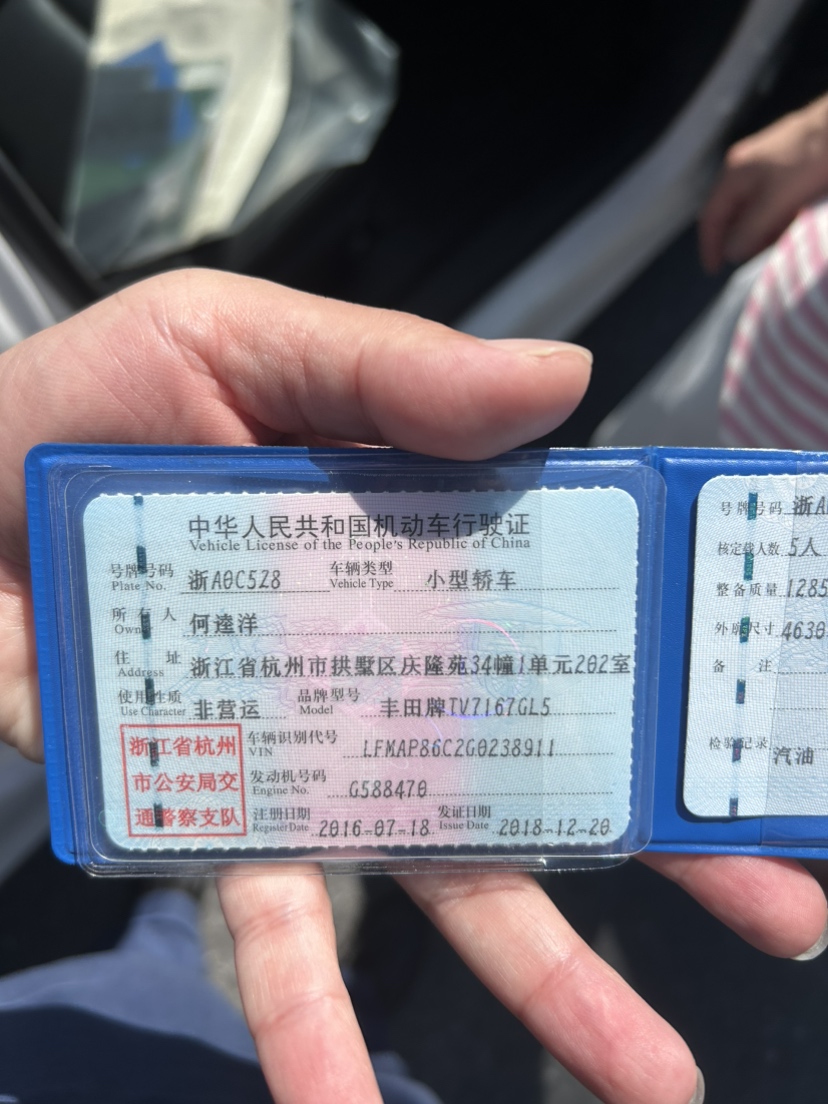 中华人民共和国机动车行驶证
Vehicle License of the People's Republic of China
号牌号码 Plate No. 浙A0C5Z8 车辆类型 Vehicle Type 小型轿车
所有人 Owner 何逵洋
住址 Address 浙江省杭州市拱墅区庆隆苑34幢1单元202室
使用性质 Use Character 非营运 品牌型号 Model 丰田牌TV7167GL5
浙江省杭州
市公安局交
通警察支队
车辆识别代号 VIN LFMAP86C2G0238911
发动机号码 Engine No. G588470
注册日期 Register Date 2016-07-18 发证日期 Issue Date 2018-12-20
号牌号码 浙A
核定载人数 5人
整备质量 1285
外廓尺寸 4630
备注
检验记录
汽油